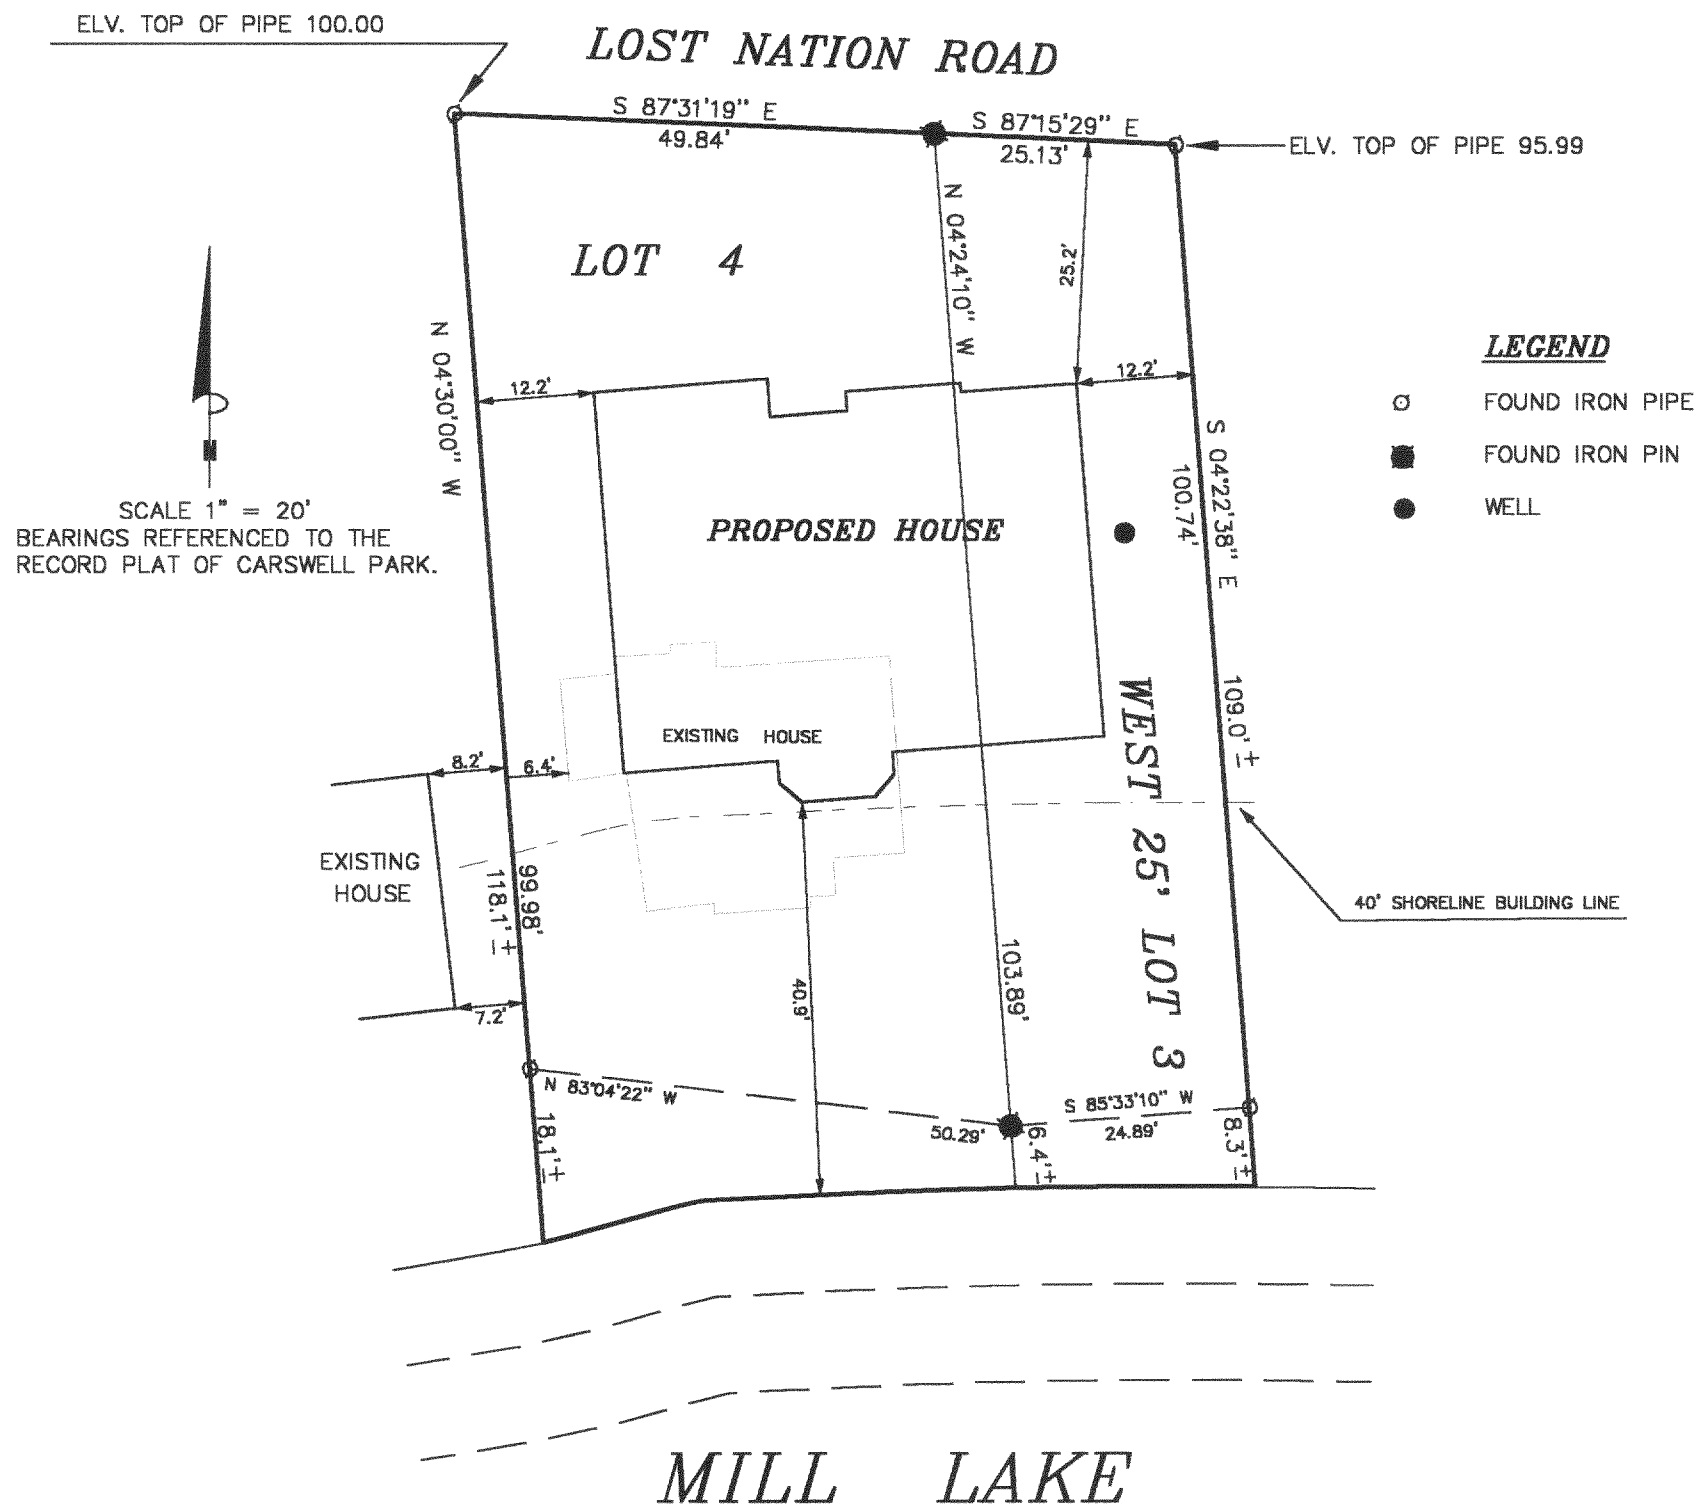 ELV. TOP OF PIPE 100.00
LOST NATION ROAD
S 87°31'19" E
49.84'
S 87°15'29" E
25.13'
ELV. TOP OF PIPE 95.99
N 04°24'10" W
25.2'
LOT 4
N 04°30'00" W
12.2'
12.2'
LEGEND
FOUND IRON PIPE
FOUND IRON PIN
WELL
S 04°22'38" E
100.74'
SCALE 1" = 20'
BEARINGS REFERENCED TO THE
RECORD PLAT OF CARSWELL PARK.
PROPOSED HOUSE
WEST 25' LOT 3
109.0'±
EXISTING HOUSE
8.2'
6.4'
EXISTING
HOUSE
99.98'
118.1'±
40' SHORELINE BUILDING LINE
103.89'
40.9'
7.2'
N 83°04'22" W
50.29'
S 85°33'10" W
24.89'
18.1'±
6.4'±
8.3'±
MILL LAKE